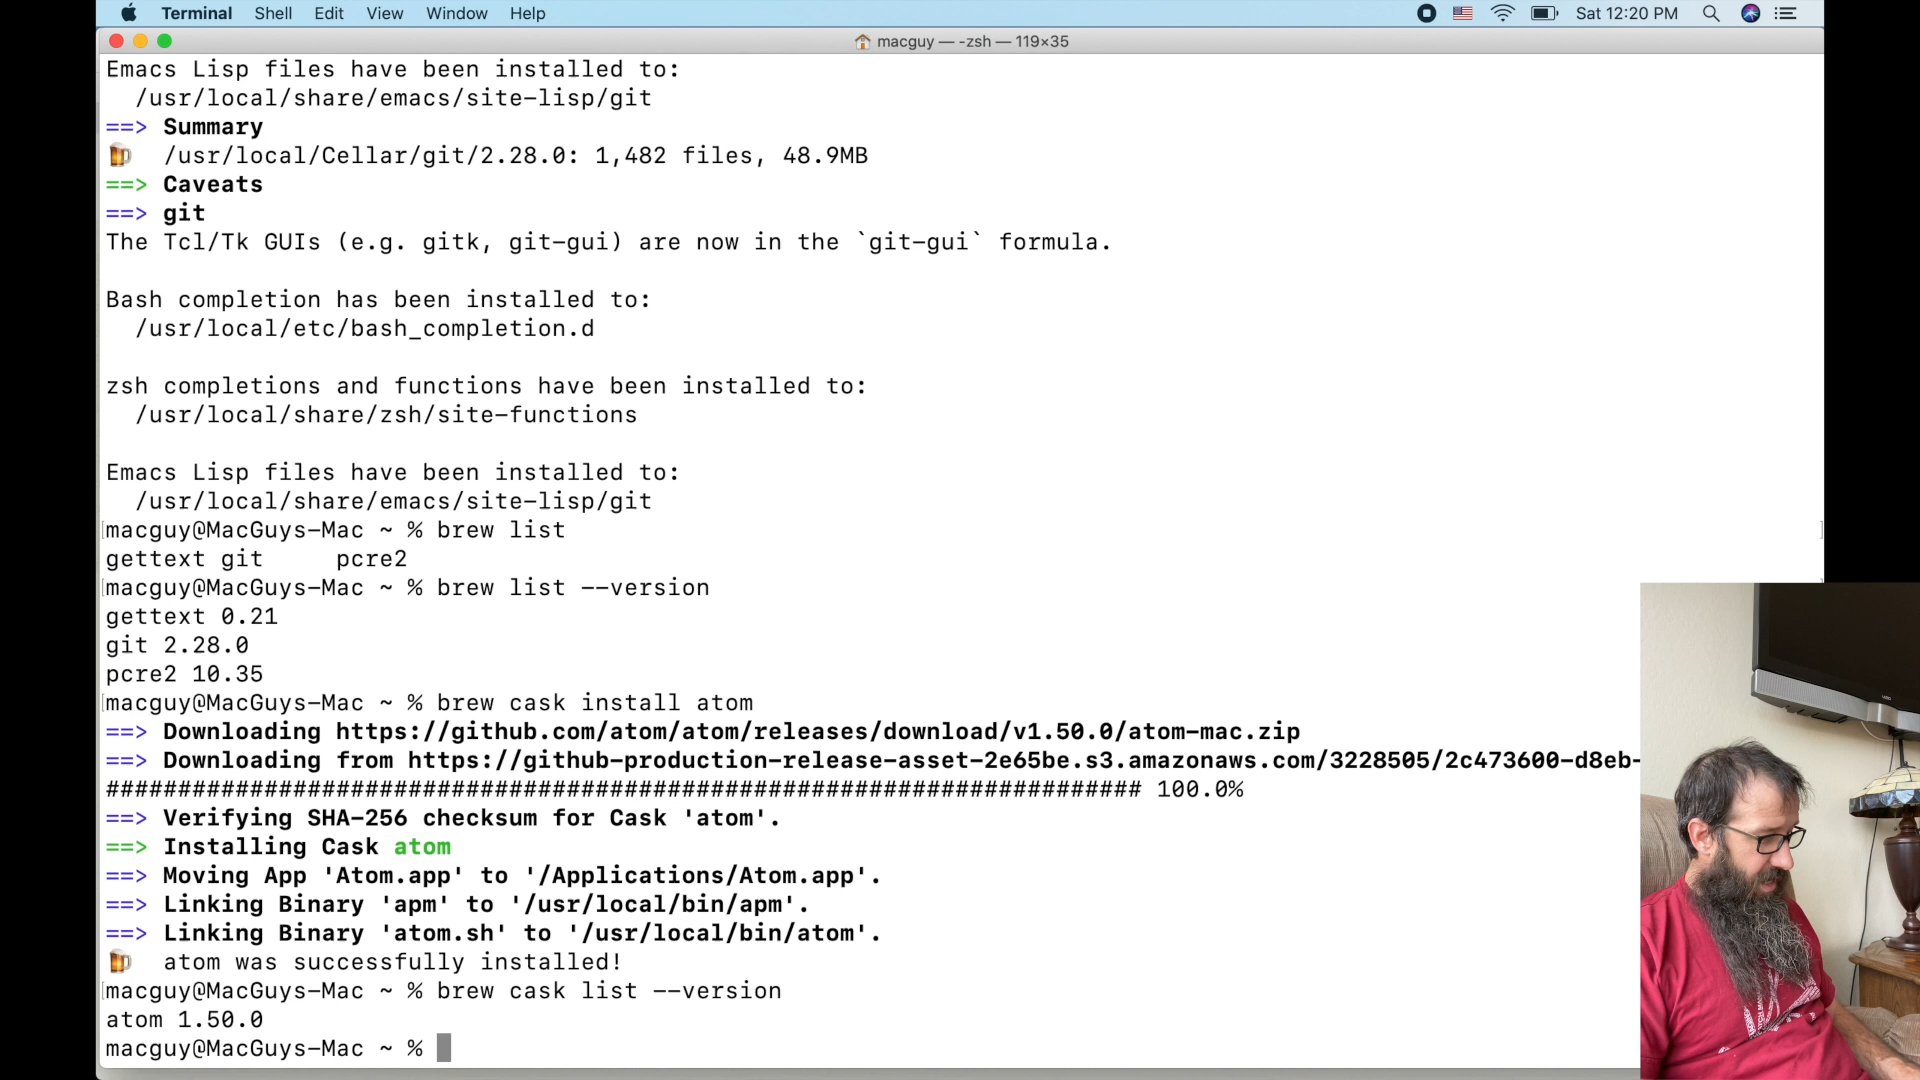 Terminal Shell Edit View Window Help Sat 12:20 PM
macguy — -zsh — 119×35
Emacs Lisp files have been installed to:
/usr/local/share/emacs/site-lisp/git
==> Summary
/usr/local/Cellar/git/2.28.0: 1,482 files, 48.9MB
==> Caveats
==> git
The Tcl/Tk GUIs (e.g. gitk, git-gui) are now in the `git-gui` formula.
Bash completion has been installed to:
/usr/local/etc/bash_completion.d
zsh completions and functions have been installed to:
/usr/local/share/zsh/site-functions
Emacs Lisp files have been installed to:
/usr/local/share/emacs/site-lisp/git
macguy@MacGuys-Mac ~ % brew list
gettext git pcre2
macguy@MacGuys-Mac ~ % brew list --version
gettext 0.21
git 2.28.0
pcre2 10.35
macguy@MacGuys-Mac ~ % brew cask install atom
==> Downloading https://github.com/atom/atom/releases/download/v1.50.0/atom-mac.zip
==> Downloading from https://github-production-release-asset-2e65be.s3.amazonaws.com/3228505/2c473600-d8eb-
######################################################################## 100.0%
==> Verifying SHA-256 checksum for Cask 'atom'.
==> Installing Cask atom
==> Moving App 'Atom.app' to '/Applications/Atom.app'.
==> Linking Binary 'apm' to '/usr/local/bin/apm'.
==> Linking Binary 'atom.sh' to '/usr/local/bin/atom'.
atom was successfully installed!
macguy@MacGuys-Mac ~ % brew cask list --version
atom 1.50.0
macguy@MacGuys-Mac ~ %